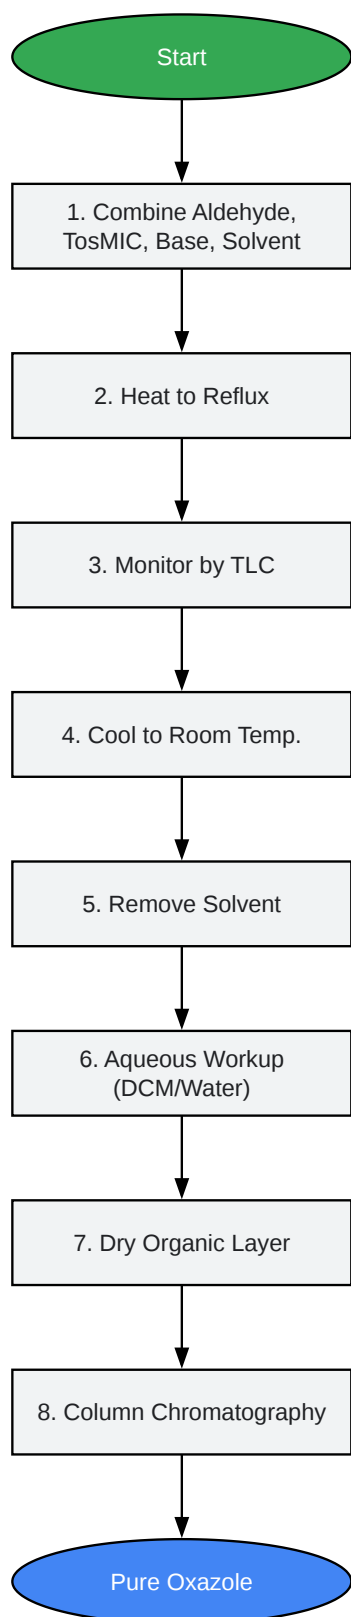 Start
1. Combine Aldehyde,
TosMIC, Base, Solvent
2. Heat to Reflux
3. Monitor by TLC
4. Cool to Room Temp.
5. Remove Solvent
6. Aqueous Workup
(DCM/Water)
7. Dry Organic Layer
8. Column Chromatography
Pure Oxazole